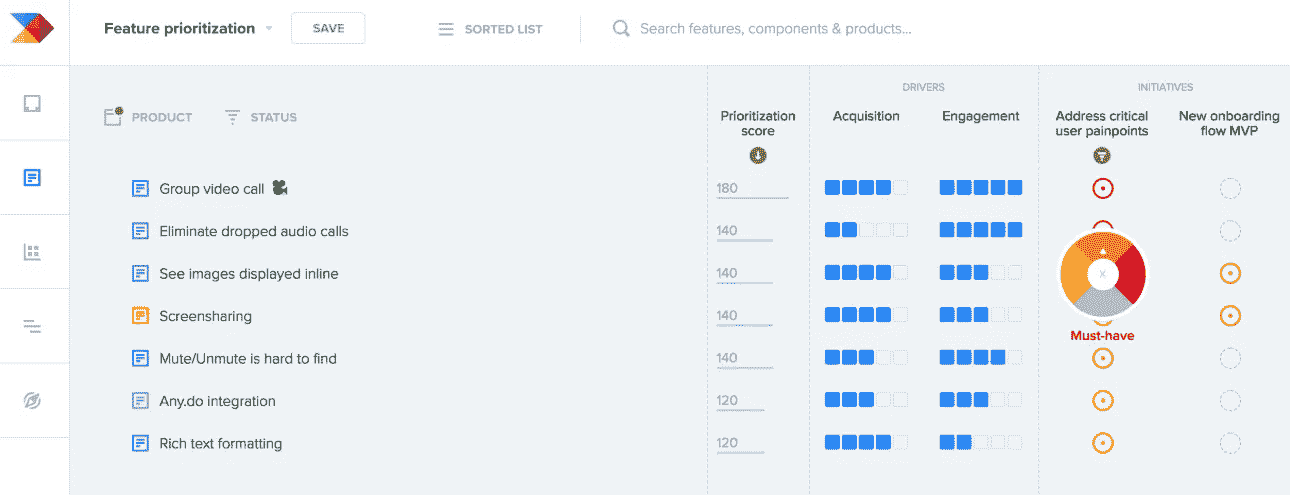 Feature prioritization
SAVE
SORTED LIST
Search features, components & products...
DRIVERS
INITIATIVES
PRODUCT
STATUS
Prioritization
score
Acquisition
Engagement
Address critical
user painpoints
New onboarding
flow MVP
Group video call
180
Eliminate dropped audio calls
140
See images displayed inline
140
X
Screensharing
140
Must-have
Mute/Unmute is hard to find
140
Any.do integration
120
Rich text formatting
120